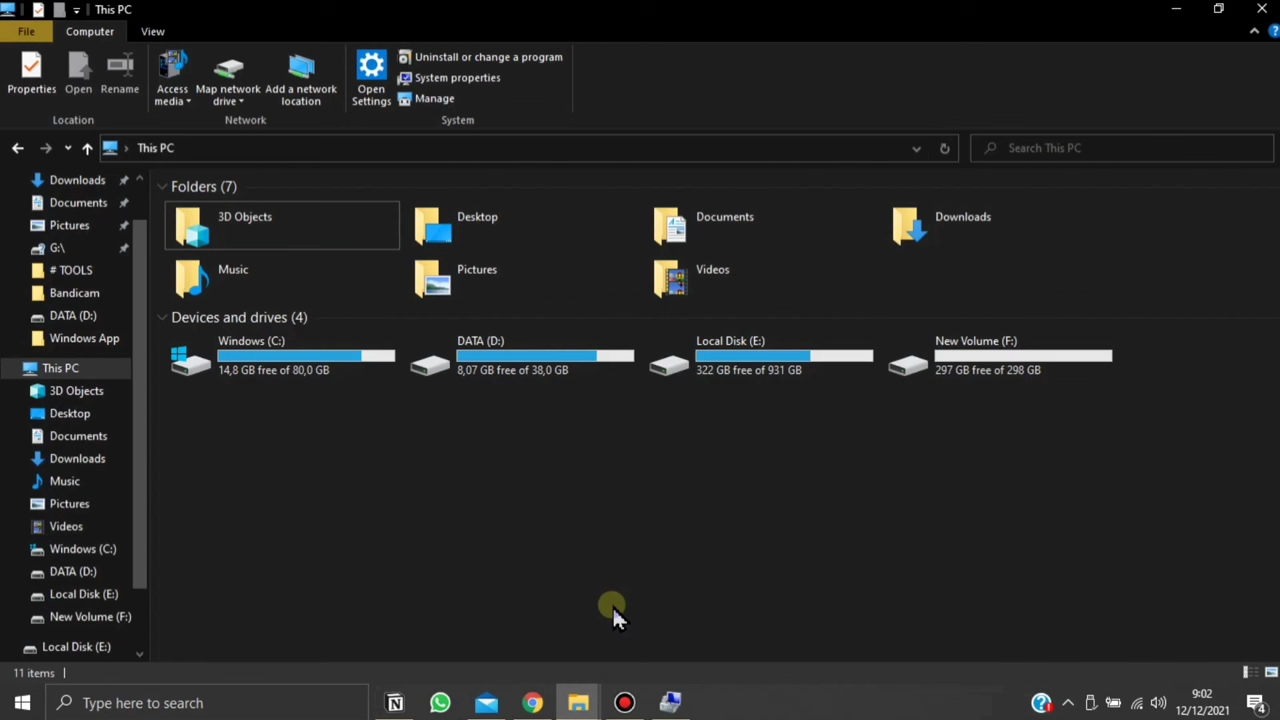 This PC
File
Computer
View
Properties
Open
Rename
Access media
Map network drive
Add a network location
Open Settings
Uninstall or change a program
System properties
Manage
Location
Network
System
This PC
Search This PC
Downloads
Documents
Pictures
G:\
# TOOLS
Bandicam
DATA (D:)
Windows App
This PC
3D Objects
Desktop
Documents
Downloads
Music
Pictures
Videos
Windows (C:)
DATA (D:)
Local Disk (E:)
New Volume (F:)
Local Disk (E:)
Folders (7)
3D Objects
Desktop
Documents
Downloads
Music
Pictures
Videos
Devices and drives (4)
Windows (C:)
14,8 GB free of 80,0 GB
DATA (D:)
8,07 GB free of 38,0 GB
Local Disk (E:)
322 GB free of 931 GB
New Volume (F:)
297 GB free of 298 GB
11 items
Type here to search
9:02
12/12/2021
4